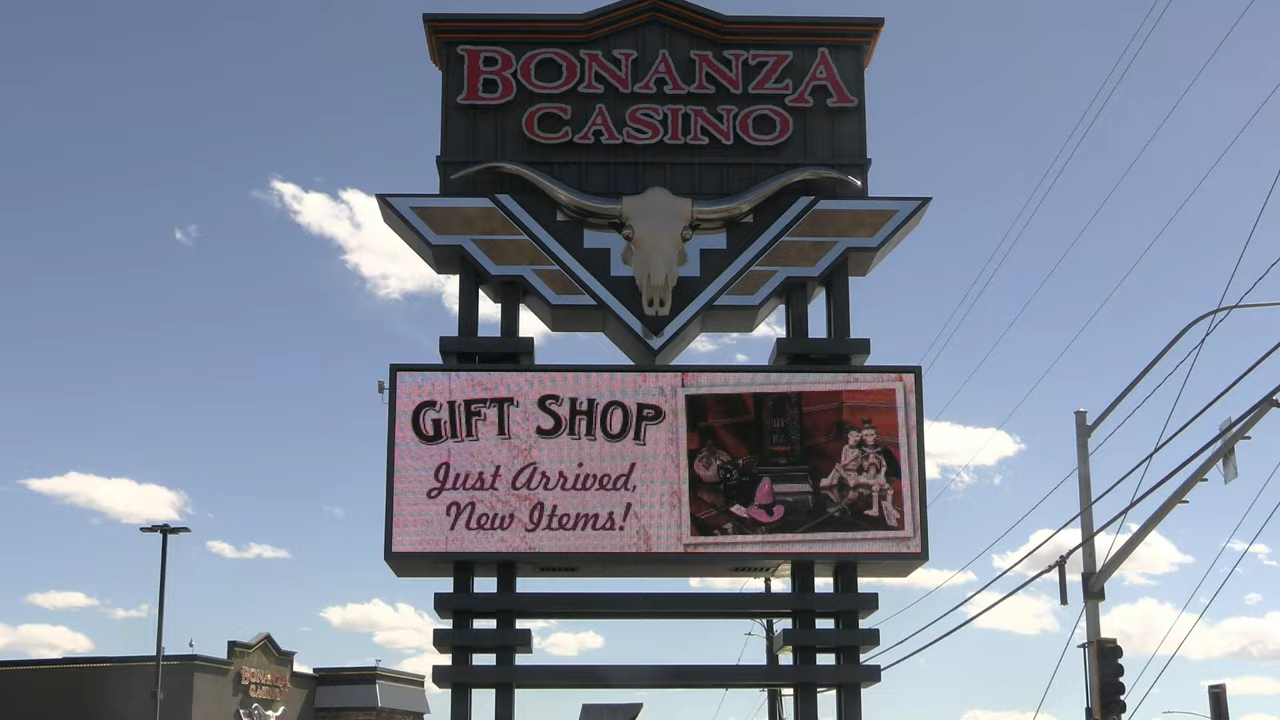 BONANZA
CASINO
GIFT SHOP
Just Arrived,
New Items!
BONANZA
CASINO